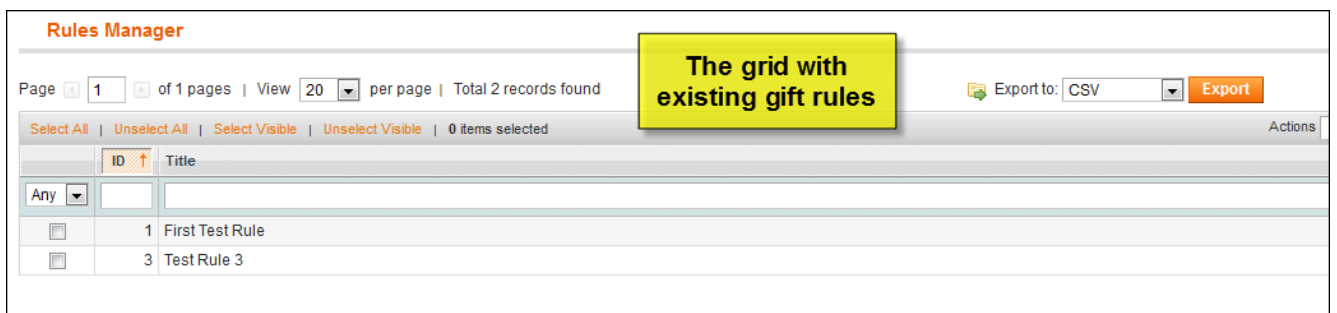 Rules Manager
The grid with
existing gift rules
Page 1 of 1 pages | View 20 per page | Total 2 records found Export to: CSV Export
Select All | Unselect All | Select Visible | Unselect Visible | 0 items selected Actions
ID ↑ Title
Any
1 First Test Rule
3 Test Rule 3